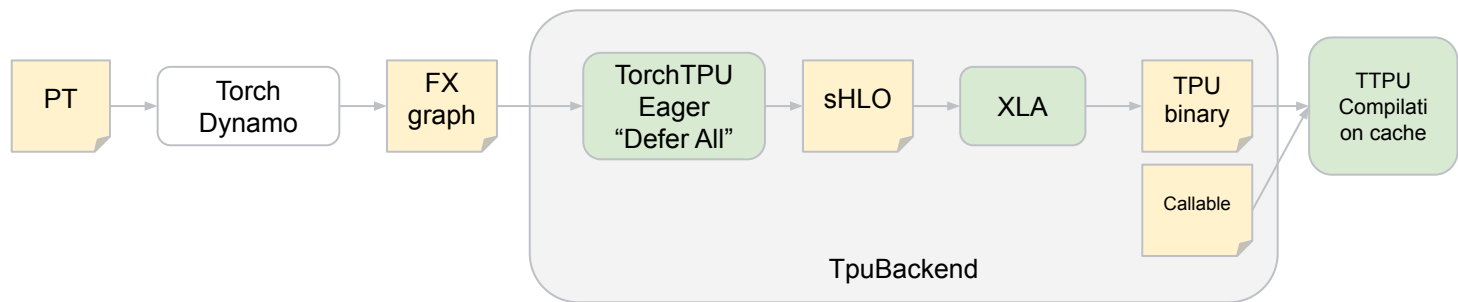 PT
Torch
Dynamo
FX
graph
TorchTPU
Eager
“Defer All”
sHLO
XLA
TPU
binary
Callable
TTPU
Compilati
on cache
TpuBackend